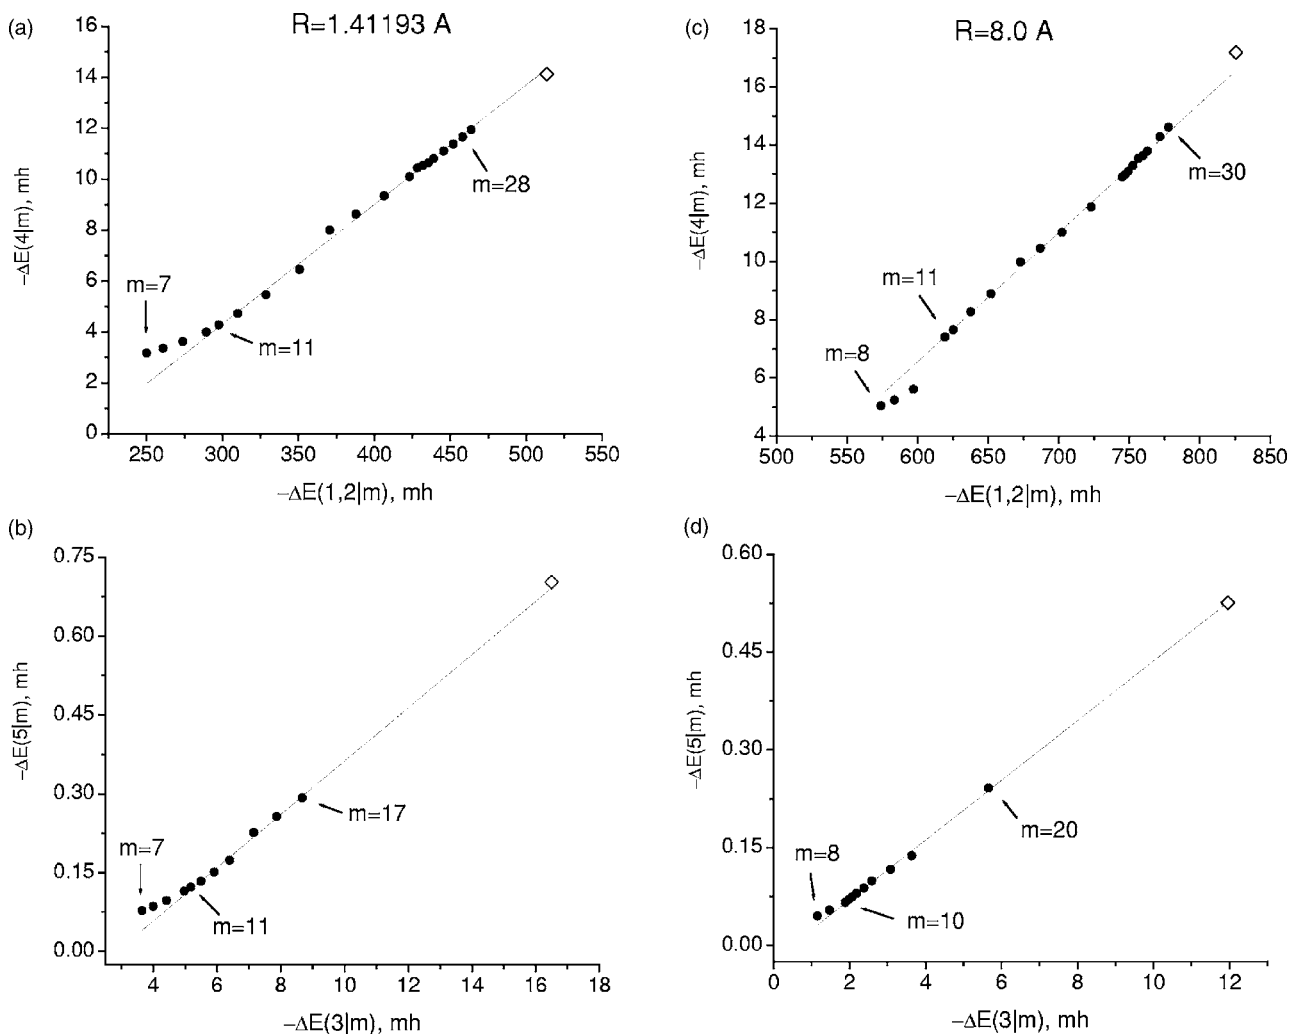 (a)
R=1.41193 A
16
14
12
10
8
6
4
2
0
−ΔE(4|m), mh
m=7
m=11
m=28
250
300
350
400
450
500
550
−ΔE(1,2|m), mh
(c)
R=8.0 A
18
16
14
12
10
8
6
4
−ΔE(4|m), mh
m=8
m=11
m=30
500
550
600
650
700
750
800
850
−ΔE(1,2|m), mh
(b)
0.75
0.60
0.45
0.30
0.15
0.00
−ΔE(5|m), mh
m=7
m=11
m=17
4
6
8
10
12
14
16
18
−ΔE(3|m), mh
(d)
0.60
0.45
0.30
0.15
0.00
−ΔE(5|m), mh
m=8
m=10
m=20
0
2
4
6
8
10
12
−ΔE(3|m), mh